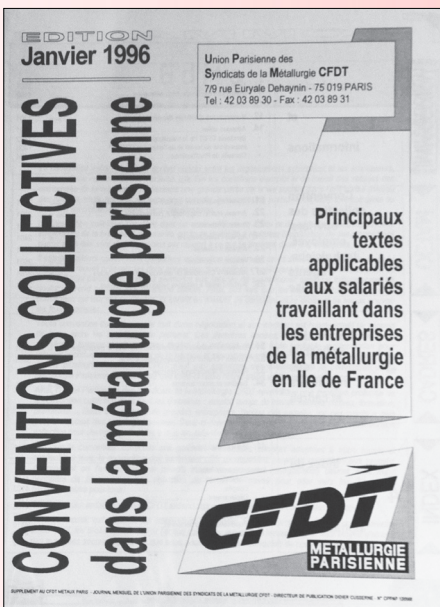 EDITION
Janvier 1996
CONVENTIONS COLLECTIVES
dans la métallurgie parisienne
Union Parisienne des
Syndicats de la Métallurgie CFDT
7/9 rue Euryale Dehaynin - 75 019 PARIS
Tel : 42 03 89 30 - Fax : 42 03 89 31
Principaux
textes
applicables
aux salariés
travaillant dans
les entreprises
de la métallurgie
en Ile de France
CFDT
METALLURGIE
PARISIENNE
SUPPLEMENT AU CFDT METAUX PARIS - JOURNAL MENSUEL DE L'UNION PARISIENNE DES SYNDICATS DE LA METALLURGIE CFDT - DIRECTEUR DE PUBLICATION DIDIER